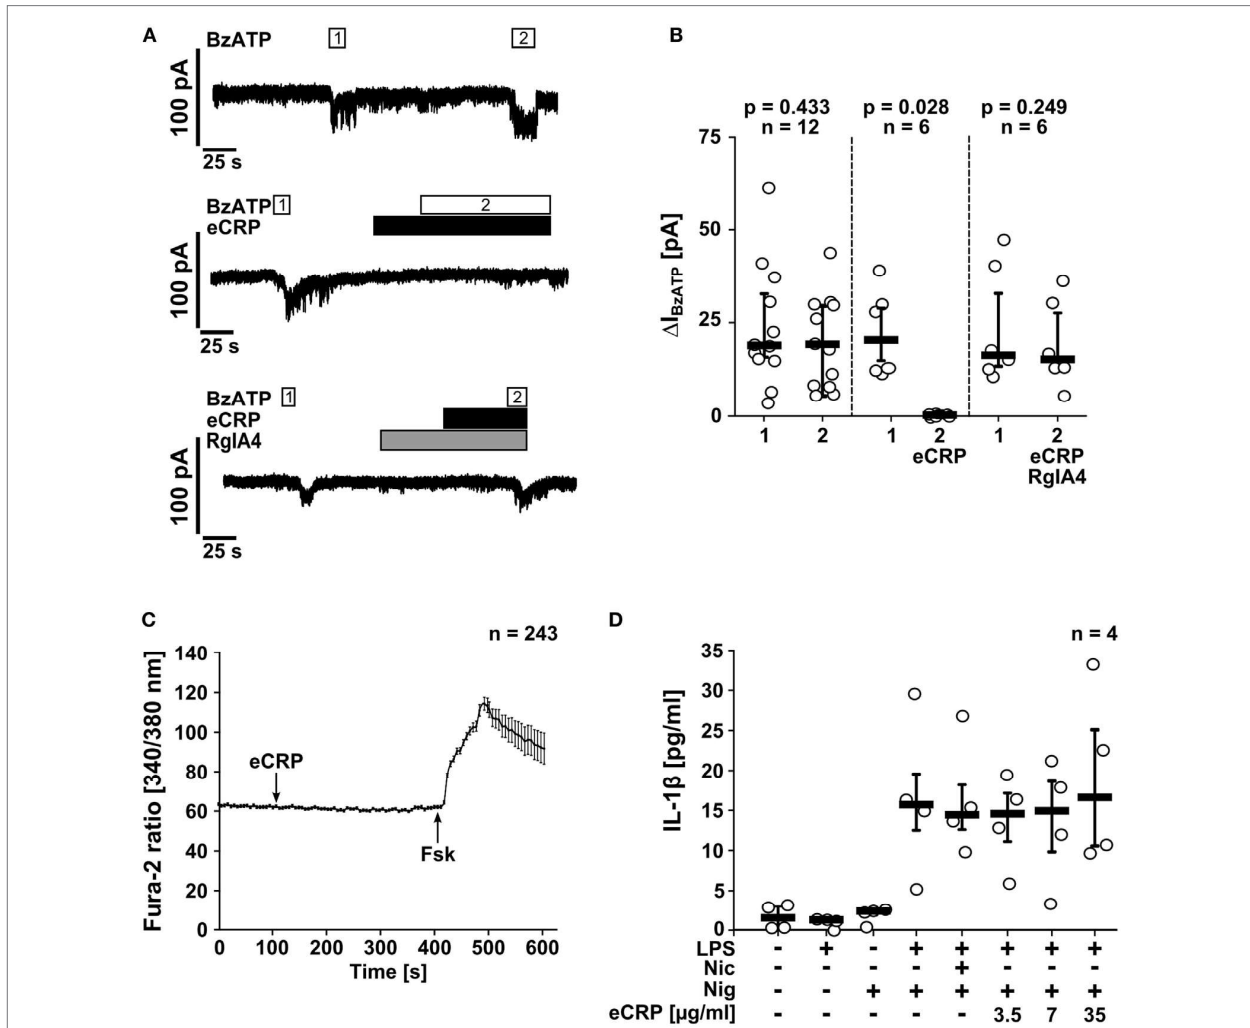 A
BzATP 1 2
100 pA
25 s
BzATP 1 2
eCRP
100 pA
25 s
BzATP 1 2
eCRP
RgIA4
100 pA
25 s
B
p = 0.433 p = 0.028 p = 0.249
n = 12 n = 6 n = 6
ΔI BzATP [pA]
75
50
25
0
1 2 1 2 1 2
eCRP eCRP
RgIA4
C
n = 243
Fura-2 ratio [340/380 nm]
140
120
100
80
60
40
20
0
eCRP
Fsk
0 100 200 300 400 500 600
Time [s]
D
n = 4
IL-1β [pg/ml]
35
30
25
20
15
10
5
0
LPS - + - + + + + +
Nic - - - - + - - -
Nig - - + + + + + +
eCRP [µg/ml] - - - - - 3.5 7 35